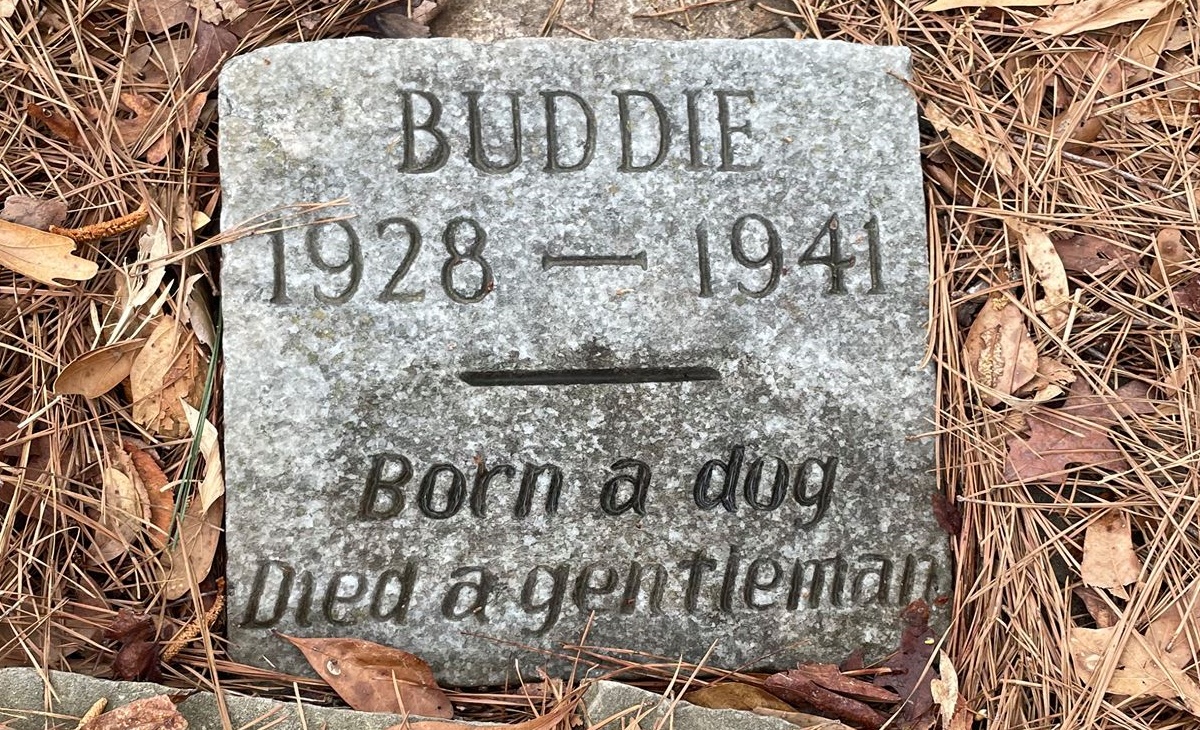 BUDDIE
1928 — 1941
Born a dog
Died a gentleman